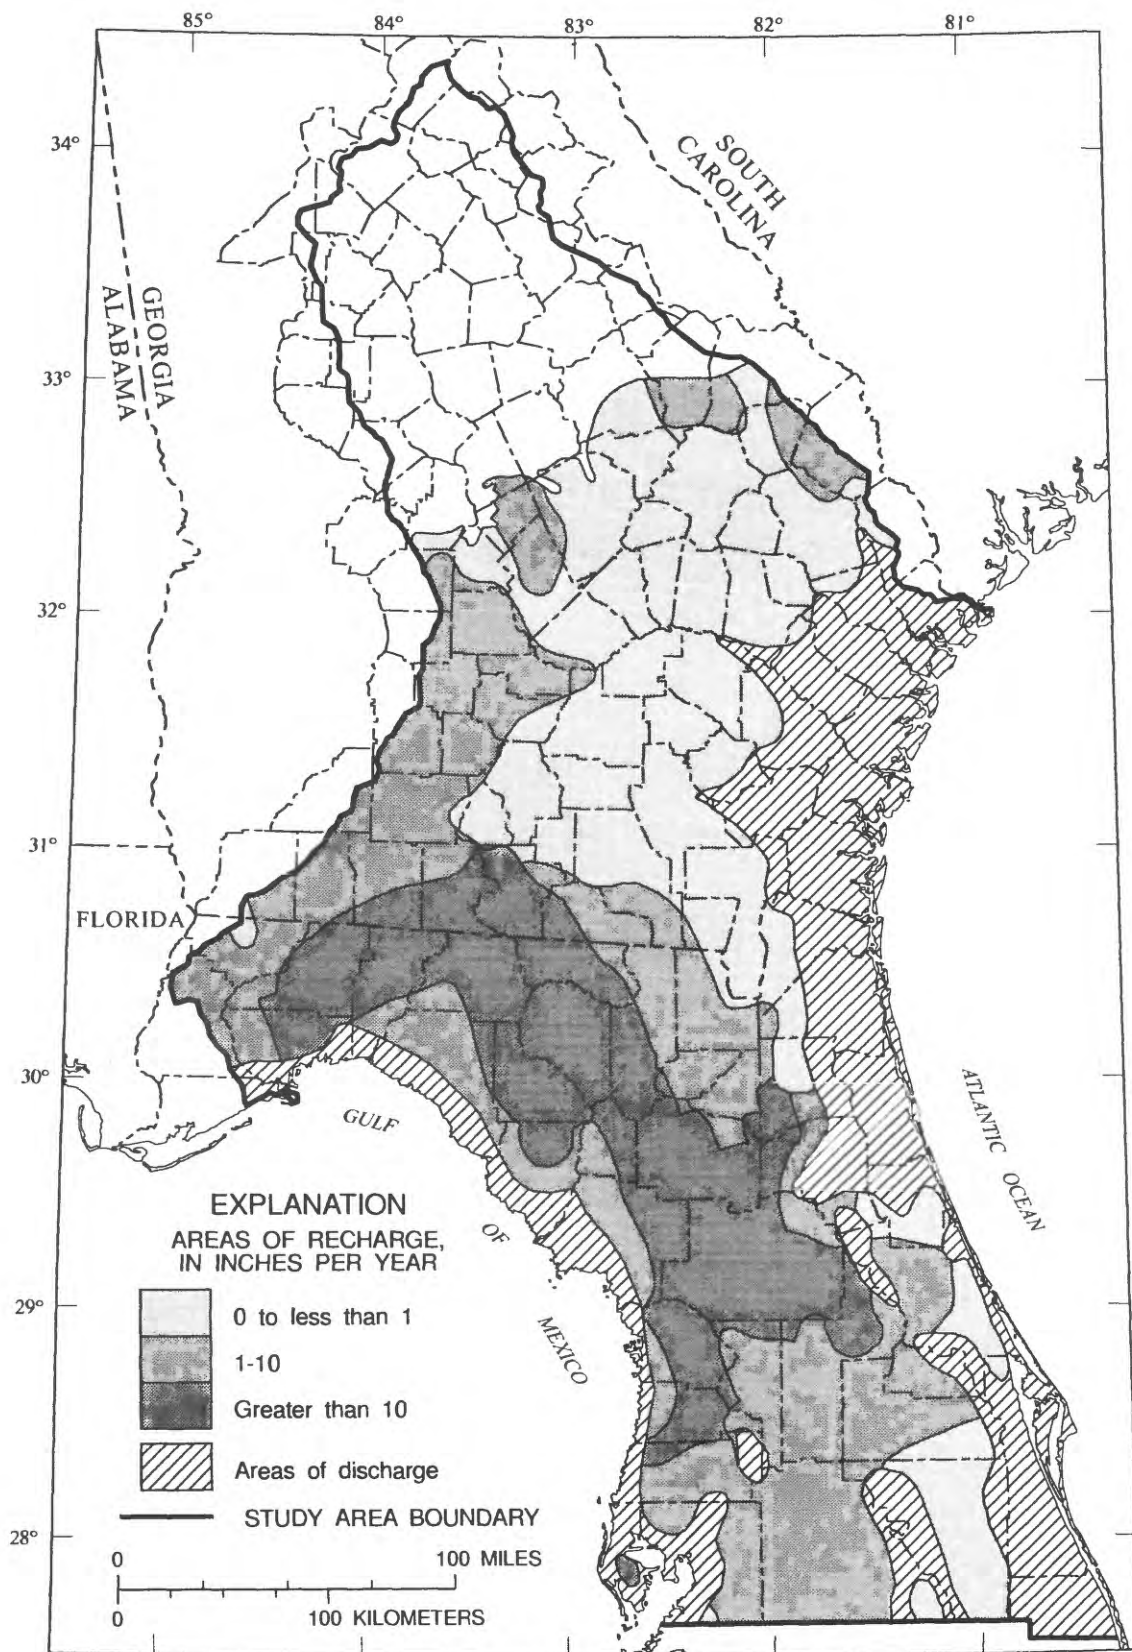 85° 84° 83° 82° 81°
34°
33°
32°
31°
30°
29°
28°
SOUTH
CAROLINA
GEORGIA
ALABAMA
FLORIDA
GULF
OF
MEXICO
ATLANTIC OCEAN
EXPLANATION
AREAS OF RECHARGE,
IN INCHES PER YEAR
0 to less than 1
1-10
Greater than 10
Areas of discharge
STUDY AREA BOUNDARY
0 100 MILES
0 100 KILOMETERS